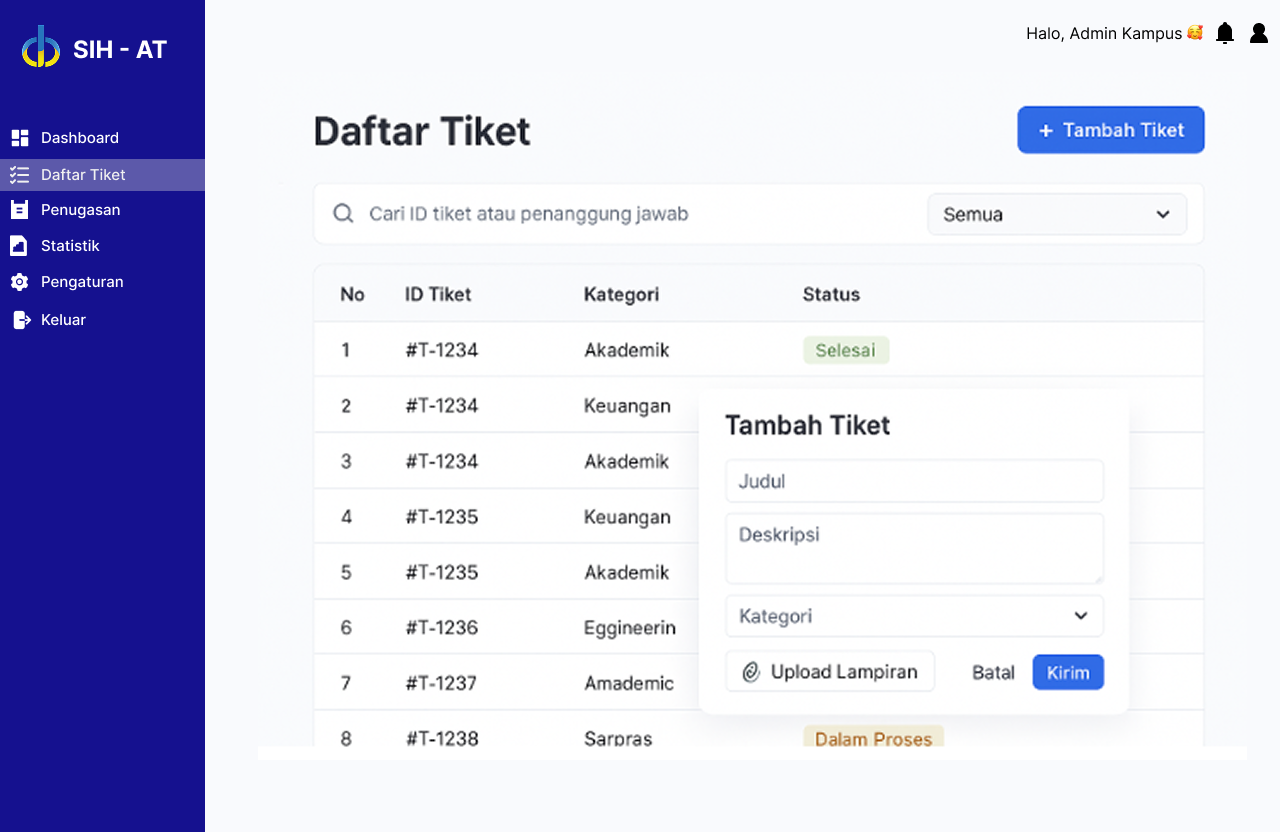 SIH - AT
Halo, Admin Kampus 🥰
Dashboard
Daftar Tiket
Penugasan
Statistik
Pengaturan
Keluar
Daftar Tiket
+ Tambah Tiket
Cari ID tiket atau penanggung jawab
Semua
No ID Tiket Kategori Status
1 #T-1234 Akademik Selesai
2 #T-1234 Keuangan
3 #T-1234 Akademik
4 #T-1235 Keuangan
5 #T-1235 Akademik
6 #T-1236 Eggineerin
7 #T-1237 Amademic
8 #T-1238 Sarpras Dalam Proses
Tambah Tiket
Judul
Deskripsi
Kategori
Upload Lampiran Batal Kirim